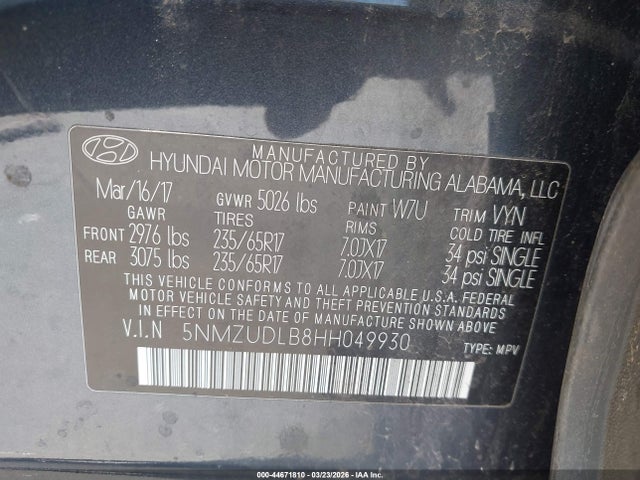 MANUFACTURED BY
HYUNDAI MOTOR MANUFACTURING ALABAMA, LLC
Mar/16/17 GVWR 5026 lbs PAINT W7U TRIM VYN
GAWR TIRES RIMS COLD TIRE INFL
FRONT 2976 lbs 235/65R17 7.0JX17 34 psi SINGLE
REAR 3075 lbs 235/65R17 7.0JX17 34 psi SINGLE
THIS VEHICLE CONFORMS TO ALL APPLICABLE U.S.A. FEDERAL
MOTOR VEHICLE SAFETY AND THEFT PREVENTION STANDARDS
IN EFFECT ON THE DATE OF MANUFACTURE SHOWN ABOVE.
V.I.N 5NMZUDLB8HH049930 TYPE: MPV
000-44671810 | 03/23/2026 - © COPYRIGHT IAA, LLC